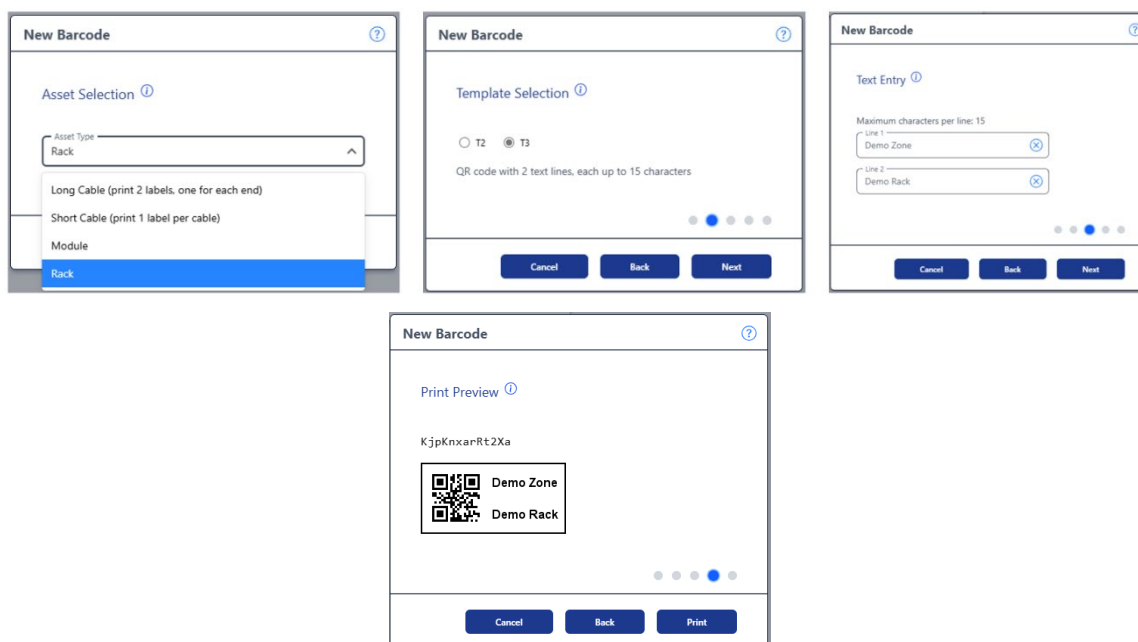 New Barcode
Asset Selection
Asset Type
Rack
Long Cable (print 2 labels, one for each end)
Short Cable (print 1 label per cable)
Module
Rack
New Barcode
Template Selection
T2 T3
QR code with 2 text lines, each up to 15 characters
Cancel Back Next
New Barcode
Text Entry
Maximum characters per line: 15
Line 1
Demo Zone
Line 2
Demo Rack
Cancel Back Next
New Barcode
Print Preview
KjpKnxarRt2Xa
Demo Zone
Demo Rack
Cancel Back Print